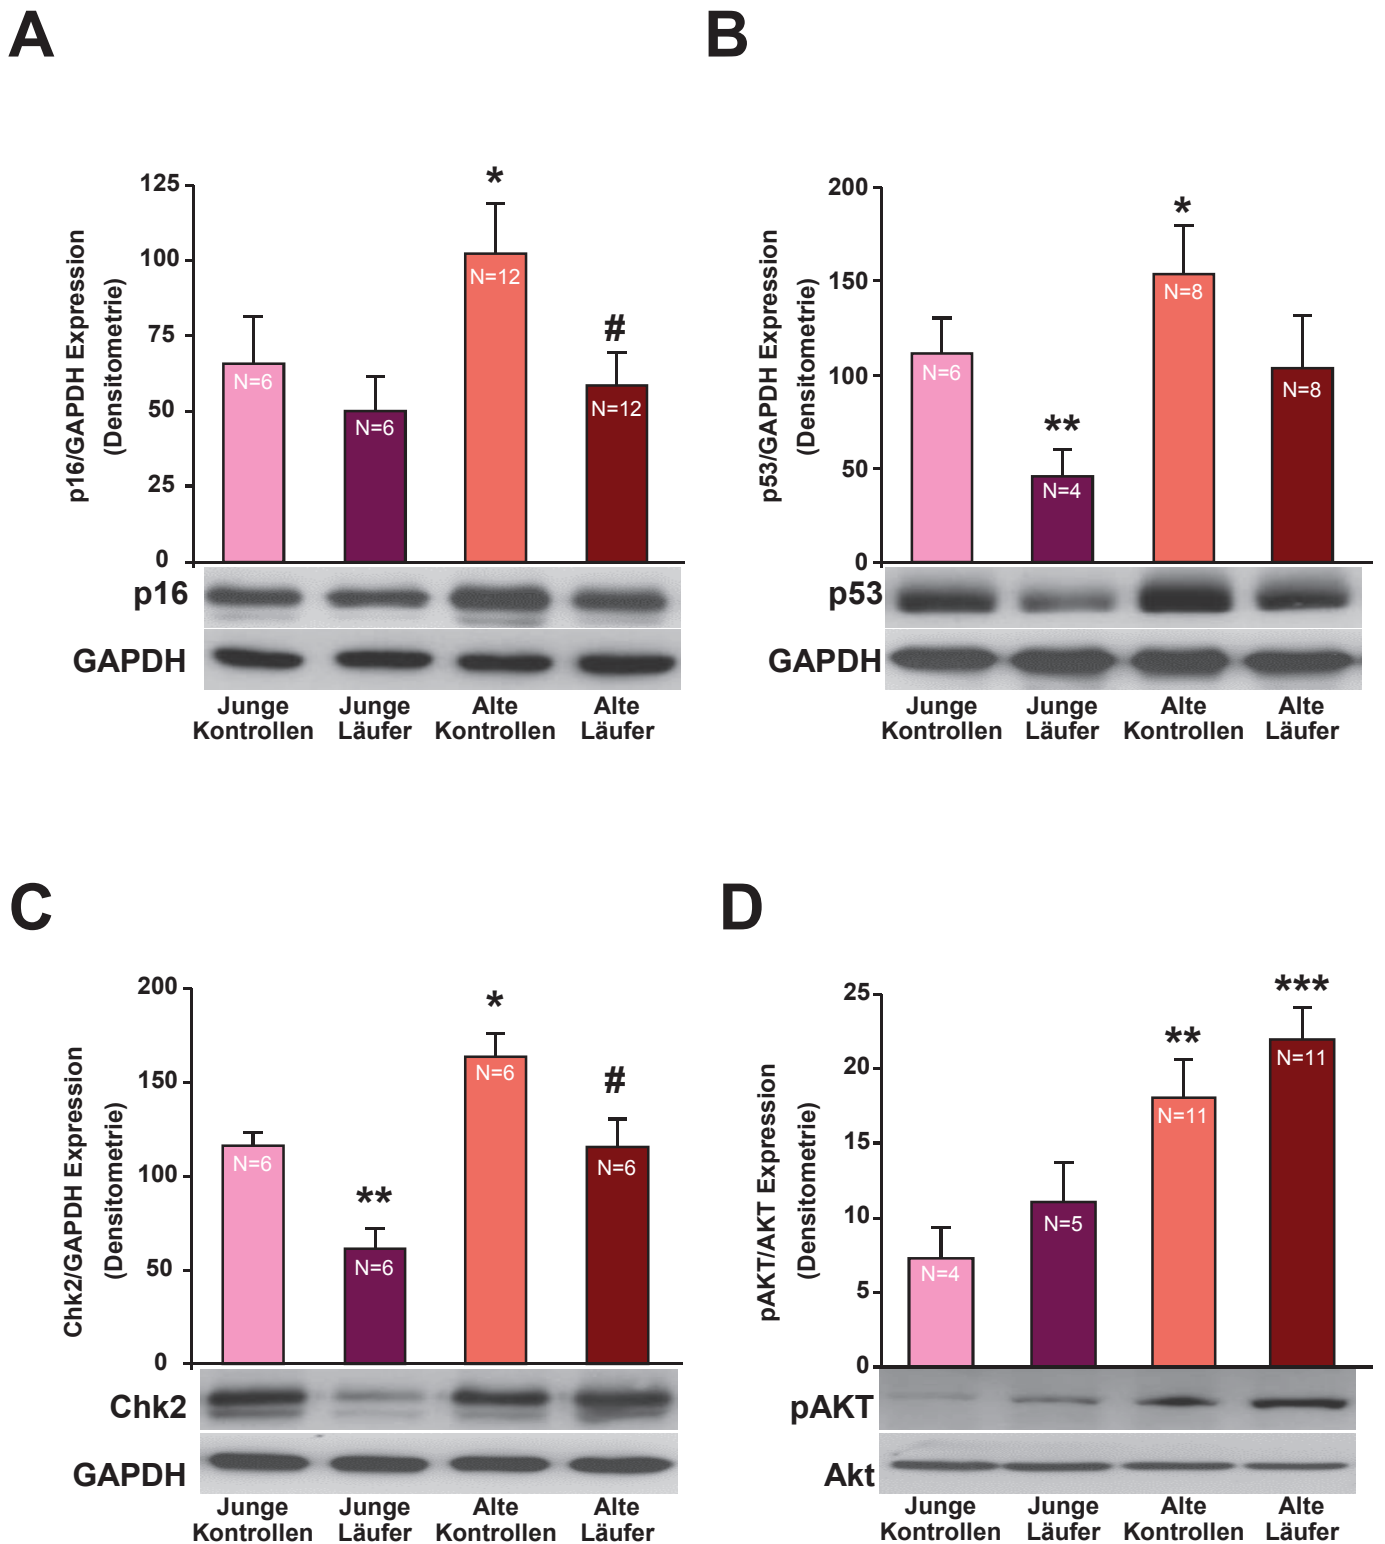 A
p16/GAPDH Expression
(Densitometrie)
125
100
75
50
25
0
*
#
N=6
N=6
N=12
N=12
p16
GAPDH
Junge Kontrollen
Junge Läufer
Alte Kontrollen
Alte Läufer
B
p53/GAPDH Expression
(Densitometrie)
200
150
100
50
0
**
*
N=6
N=4
N=8
N=8
p53
GAPDH
Junge Kontrollen
Junge Läufer
Alte Kontrollen
Alte Läufer
C
Chk2/GAPDH Expression
(Densitometrie)
200
150
100
50
0
**
*
#
N=6
N=6
N=6
N=6
Chk2
GAPDH
Junge Kontrollen
Junge Läufer
Alte Kontrollen
Alte Läufer
D
pAKT/AKT Expression
(Densitometrie)
25
20
15
10
5
0
**
***
N=4
N=5
N=11
N=11
pAKT
Akt
Junge Kontrollen
Junge Läufer
Alte Kontrollen
Alte Läufer